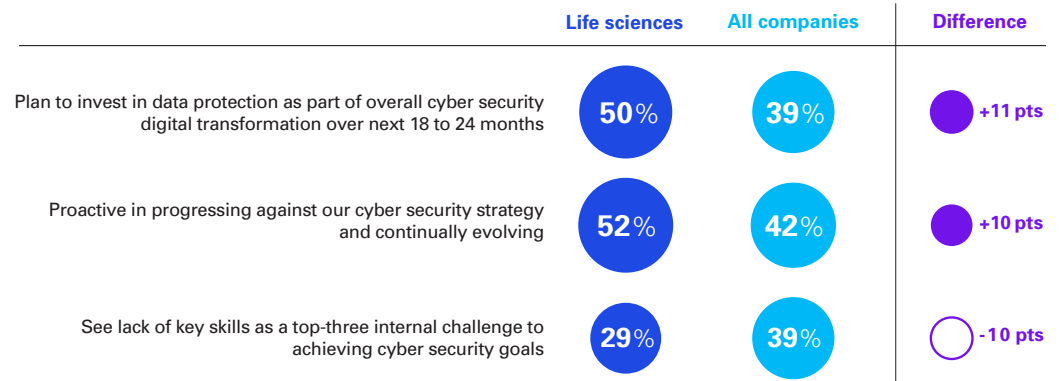 Life sciences All companies Difference
Plan to invest in data protection as part of overall cyber security
digital transformation over next 18 to 24 months
50% 39% +11 pts
Proactive in progressing against our cyber security strategy
and continually evolving
52% 42% +10 pts
See lack of key skills as a top-three internal challenge to
achieving cyber security goals
29% 39% -10 pts